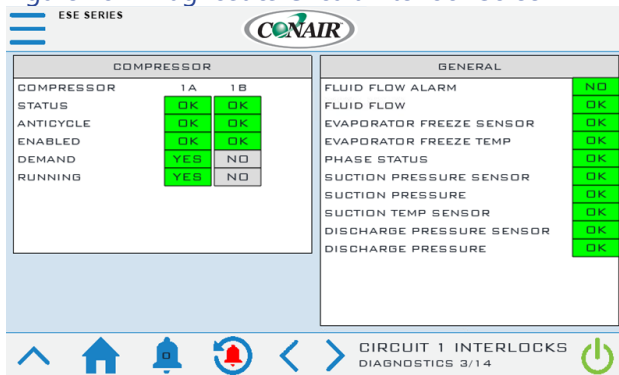 ESE SERIES
CONAIR
COMPRESSOR
COMPRESSOR 1A 1B
STATUS OK OK
ANTICYCLE OK OK
ENABLED OK OK
DEMAND YES NO
RUNNING YES NO
GENERAL
FLUID FLOW ALARM NO
FLUID FLOW OK
EVAPORATOR FREEZE SENSOR OK
EVAPORATOR FREEZE TEMP OK
PHASE STATUS OK
SUCTION PRESSURE SENSOR OK
SUCTION PRESSURE OK
SUCTION TEMP SENSOR OK
DISCHARGE PRESSURE SENSOR OK
DISCHARGE PRESSURE OK
0
CIRCUIT 1 INTERLOCKS
DIAGNOSTICS 3/14